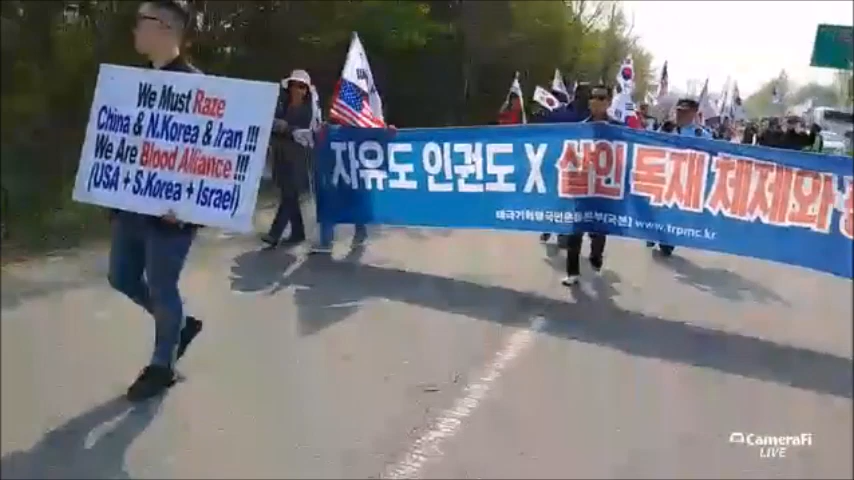 We Must Raze
China & N.Korea & Iran !!!
We Are Blood Alliance !!!
(USA + S.Korea + Israel)
자유도 인권도 X 살인 독재 체제와
www.trpmc.kr
CameraFi
LIVE